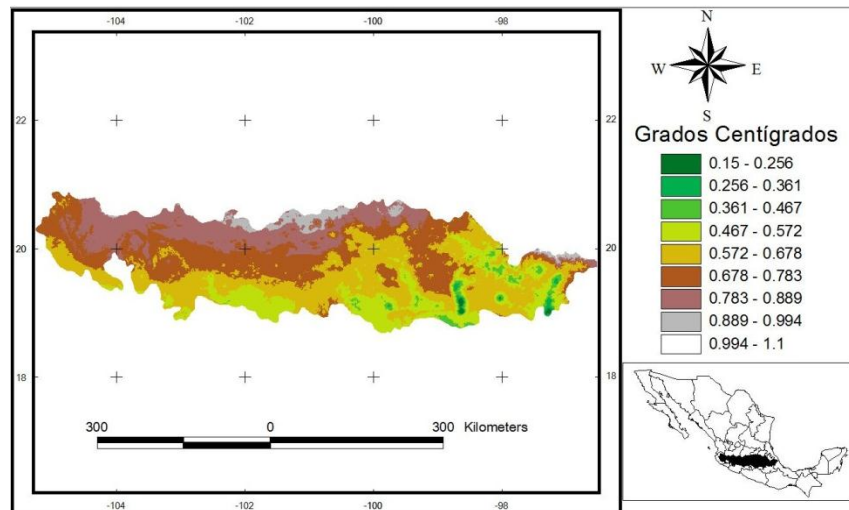 -104 -102 -100 -98
N
W E
S
22 22
Grados Centígrados
0.15 - 0.256
0.256 - 0.361
0.361 - 0.467
0.467 - 0.572
0.572 - 0.678
0.678 - 0.783
0.783 - 0.889
0.889 - 0.994
0.994 - 1.1
20 20
18 18
300 0 300 Kilometers
-104 -102 -100 -98